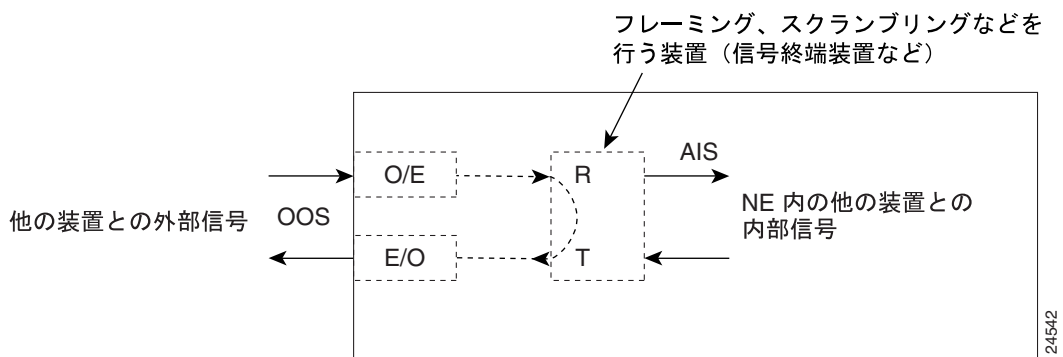 フレーミング、スクランブリングなどを
行う装置（信号終端装置など）
O/E
R
AIS
他の装置との外部信号
OOS
NE 内の他の装置との
内部信号
E/O
T
24542